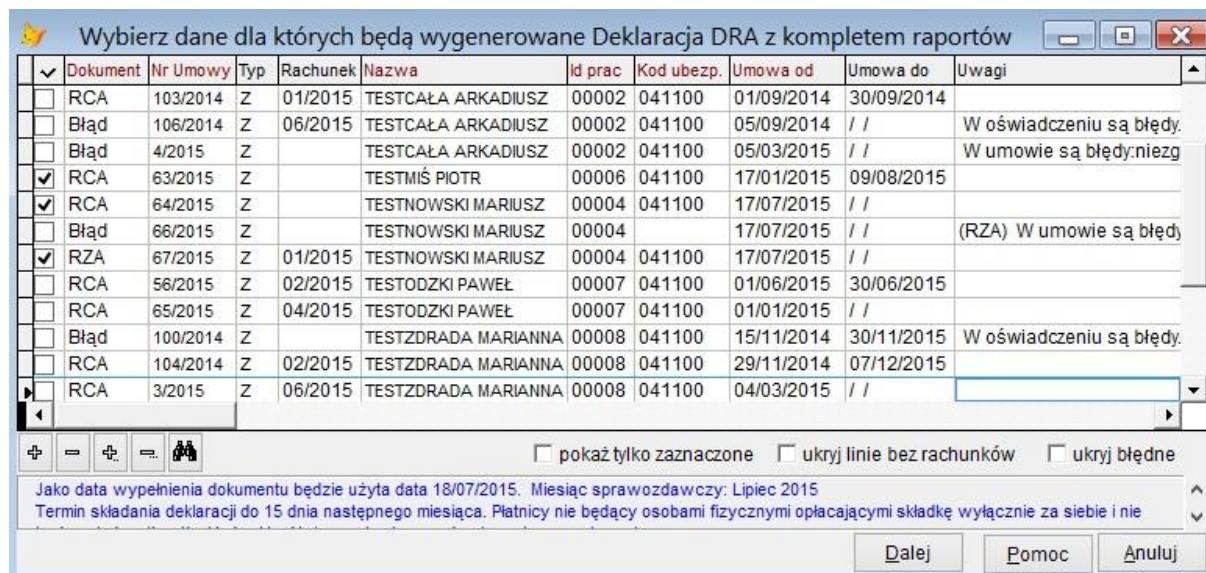 Wybierz dane dla których będą wygenerowane Deklaracja DRA z kompletem raportów
Dokument Nr Umowy Typ Rachunek Nazwa Id prac Kod ubezp. Umowa od Umowa do Uwagi
RCA 103/2014 Z 01/2015 TESTCAŁA ARKADIUSZ 00002 041100 01/09/2014 30/09/2014
Błąd 106/2014 Z 06/2015 TESTCAŁA ARKADIUSZ 00002 041100 05/09/2014 / / W oświadczeniu są błędy.
Błąd 4/2015 Z TESTCAŁA ARKADIUSZ 00002 041100 05/03/2015 / / W umowie są błędy:niezg
RCA 63/2015 Z TESTMIŚ PIOTR 00006 041100 17/01/2015 09/08/2015
RCA 64/2015 Z TESTNOWSKI MARIUSZ 00004 041100 17/07/2015 / /
Błąd 66/2015 Z TESTNOWSKI MARIUSZ 00004 17/07/2015 / / (RZA) W umowie są błędy
RZA 67/2015 Z 01/2015 TESTNOWSKI MARIUSZ 00004 041100 17/07/2015 / /
RCA 56/2015 Z 02/2015 TESTODZKI PAWEŁ 00007 041100 01/06/2015 30/06/2015
RCA 65/2015 Z 04/2015 TESTODZKI PAWEŁ 00007 041100 01/01/2015 / /
Błąd 100/2014 Z TESTZDRADA MARIANNA 00008 041100 15/11/2014 30/11/2015 W oświadczeniu są błędy.
RCA 104/2014 Z 02/2015 TESTZDRADA MARIANNA 00008 041100 29/11/2014 07/12/2015
RCA 3/2015 Z 06/2015 TESTZDRADA MARIANNA 00008 041100 04/03/2015 / /
pokaż tylko zaznaczone ukryj linie bez rachunków ukryj błędne
Jako data wypełnienia dokumentu będzie użyta data 18/07/2015. Miesiąc sprawozdawczy: Lipiec 2015
Termin składania deklaracji do 15 dnia następnego miesiąca. Płatnicy nie będący osobami fizycznymi opłacającymi składkę wyłącznie za siebie i nie
Dalej Pomoc Anuluj